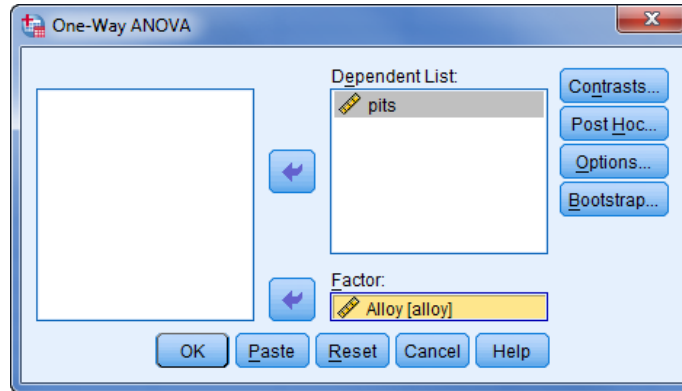 One-Way ANOVA
Dependent List:
pits
Contrasts...
Post Hoc...
Options...
Bootstrap...
Factor:
Alloy [alloy]
OK Paste Reset Cancel Help